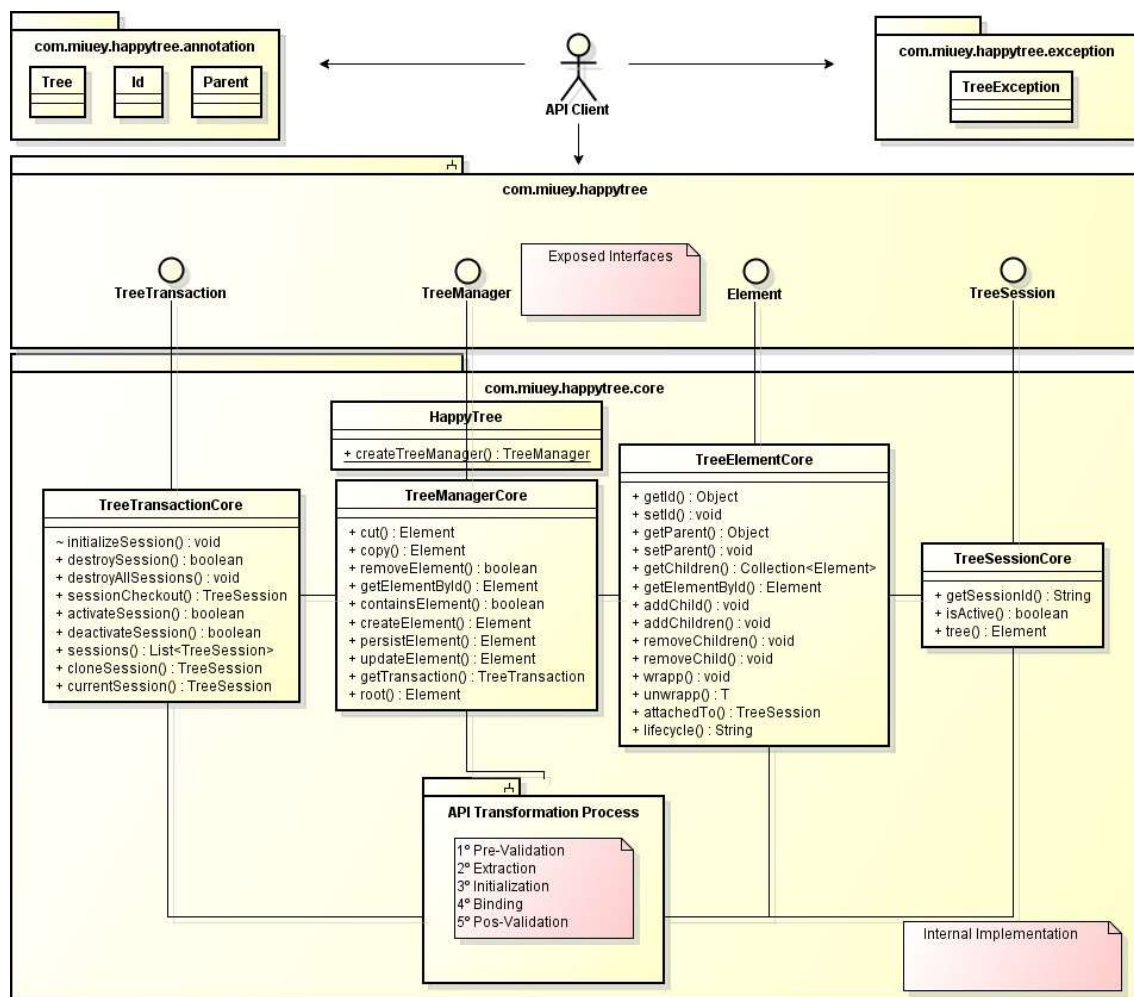 com.miuey.happytree.annotation
Tree
Id
Parent
API Client
com.miuey.happytree.exception
TreeException
com.miuey.happytree
Exposed Interfaces
TreeTransaction
TreeManager
Element
TreeSession
com.miuey.happytree.core
HappyTree
+ createTreeManager() : TreeManager
TreeTransactionCore
~ initializeSession() : void
+ destroySession() : boolean
+ destroyAllSessions() : void
+ sessionCheckout() : TreeSession
+ activateSession() : boolean
+ deactivateSession() : boolean
+ sessions() : List<TreeSession>
+ cloneSession() : TreeSession
+ currentSession() : TreeSession
TreeManagerCore
+ cut() : Element
+ copy() : Element
+ removeElement() : boolean
+ getElementById() : Element
+ containsElement() : boolean
+ createElement() : Element
+ persistElement() : Element
+ updateElement() : Element
+ getTransaction() : TreeTransaction
+ root() : Element
TreeElementCore
+ getId() : Object
+ setId() : void
+ getParent() : Object
+ setParent() : void
+ getChildren() : Collection<Element>
+ getElementById() : Element
+ addChild() : void
+ addChildren() : void
+ removeChildren() : void
+ removeChild() : void
+ wrapp() : void
+ unwrapp() : T
+ attachedTo() : TreeSession
+ lifecycle() : String
TreeSessionCore
+ getSessionId() : String
+ isActive() : boolean
+ tree() : Element
API Transformation Process
1º Pre-Validation
2º Extraction
3º Initialization
4º Binding
5º Pos-Validation
Internal Implementation